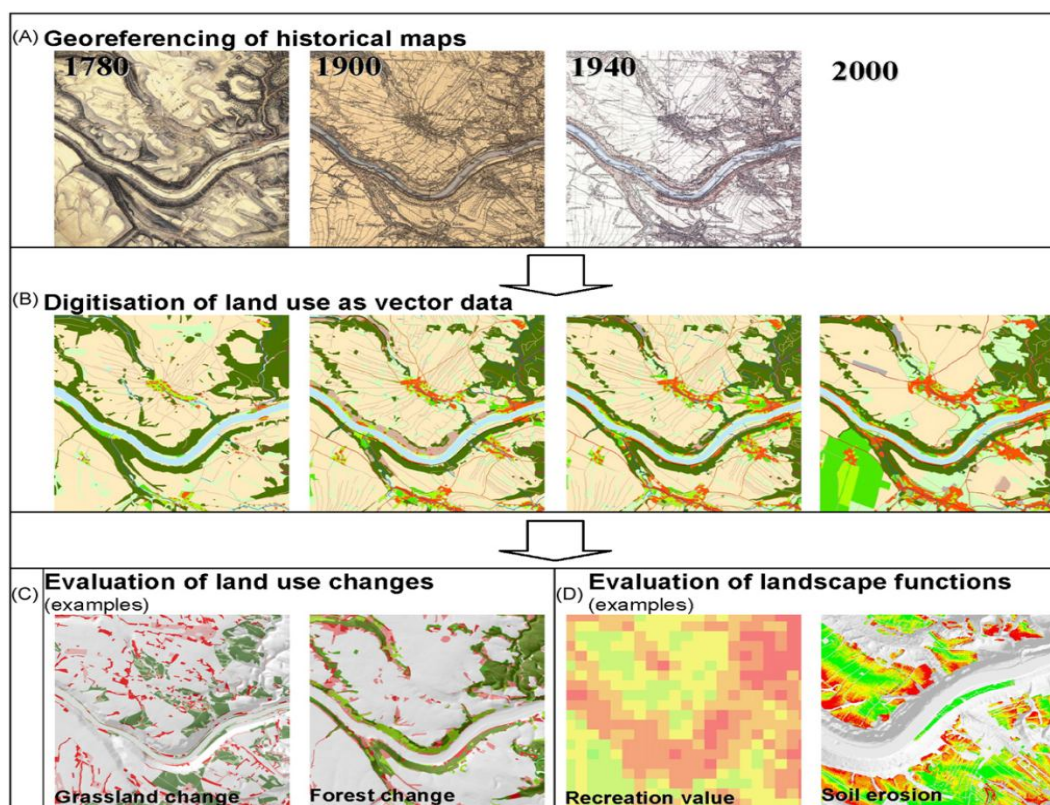 (A) Georeferencing of historical maps
1780 1900 1940 2000
(B) Digitisation of land use as vector data
(C) Evaluation of land use changes
(examples)
Grassland change Forest change
(D) Evaluation of landscape functions
(examples)
Recreation value Soil erosion